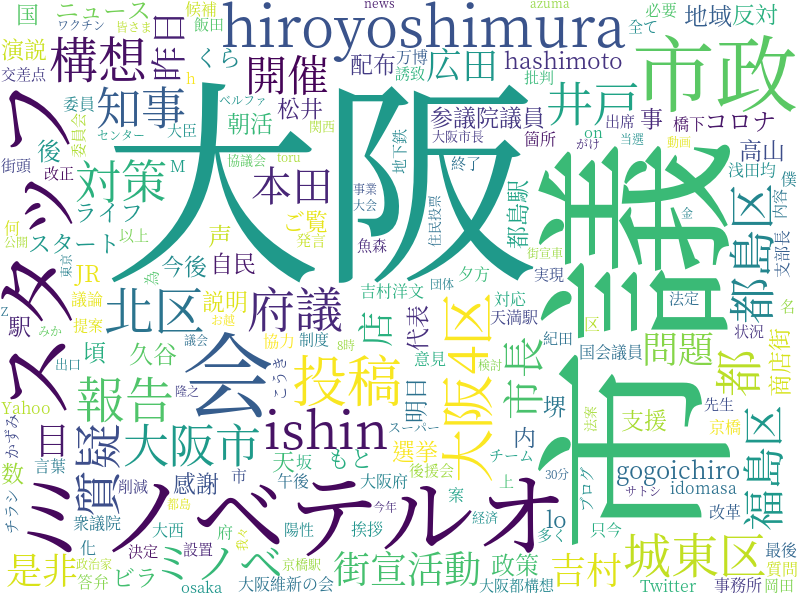 国
ニュース
候補
皆さま
ワクチン
飯田
演説
交差点
構想
昨日
くら
h
開催
松井
hiroyoshimura
news
azuma
必要
全て
地域
反対
配布
万博
誘致
広田
hashimoto
批判
井戸
市政
知事
ベルファ
関西
朝活
大臣
センター
協議会
toru
委員
委員会
街頭
改正
後
M
対策
ライフ
スタート
何
公開
以上
大阪
参議院議員
大阪市長
地下鉄
終了
箇所
on
出席
がけ
事
当選
橋下
コロナ
動画
高山
浅田均
僕
内容
支部長
市議
本田
事業
大会
魚森
住民投票
都島駅
街宣車
金
都島区
スタッフ
JR
今後
自民
声
ご覧
発言
為
東京
z
駅
みか
議論
提案
北区
説明
お越
府議
店
代表
吉村洋文
団体
夕方
対応
天満駅
実現
紀田
区
法定
状況
名
出口
頃
久谷
協力
制度
議会
8時
検討
意見
国会議員
問題
都
商店街
Yahoo
かずみ
報告
隆之
会
こうき
投稿
明日
大阪4区
市長
堺
法案
支援
先生
京橋
目
数
言葉
チラシ
質疑
大阪市
ishin
スーパー
選挙
後援会
内
チーム
30分
ブログ
サトシ
gogoichiro
idomasa
福島区
衆議院
削減
感謝
市
天坂
もと
午後
大阪府
案
上
lo
多く
只今
改革
化
大西
都島
府
今年
我々
陽性
挨拶
経済
ミノベテルオ
是非
決定
答弁
政治家
設置
ビラ
ミノベ
京橋駅
osaka
街宣活動
大阪維新の会
政策
大阪都構想
吉村
Twitter
城東区
事務所
最後
質問
岡田